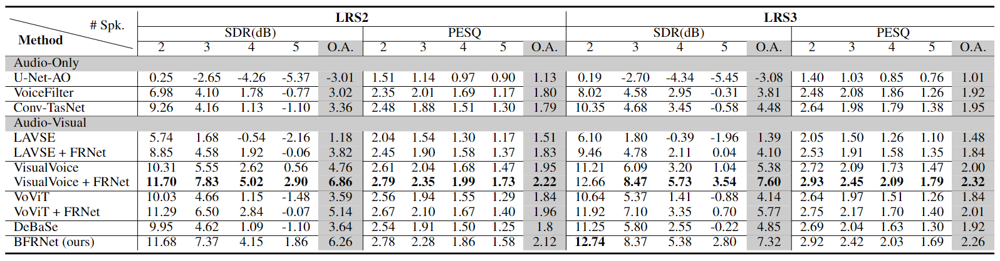 # Spk. LRS2 LRS3
Method SDR(dB) PESQ SDR(dB) PESQ
2 3 4 5 O.A. 2 3 4 5 O.A. 2 3 4 5 O.A. 2 3 4 5 O.A.
Audio-Only
U-Net-AO 0.25 -2.65 -4.26 -5.37 -3.01 1.51 1.14 0.97 0.90 1.13 0.19 -2.70 -4.34 -5.45 -3.08 1.40 1.03 0.85 0.76 1.01
VoiceFilter 6.98 4.10 1.78 -0.77 3.02 2.35 2.01 1.69 1.17 1.80 8.02 4.58 2.95 -0.31 3.81 2.48 2.08 1.86 1.26 1.92
Conv-TasNet 9.26 4.16 1.13 -1.10 3.36 2.48 1.88 1.51 1.30 1.79 10.35 4.68 3.45 -0.58 4.48 2.64 1.98 1.79 1.38 1.95
Audio-Visual
LAVSE 5.74 1.68 -0.54 -2.16 1.18 2.04 1.54 1.30 1.17 1.51 6.10 1.80 -0.39 -1.96 1.39 2.05 1.50 1.26 1.10 1.48
LAVSE + FRNet 8.85 4.58 1.92 -0.06 3.82 2.45 1.90 1.58 1.37 1.83 9.46 4.78 2.11 0.04 4.10 2.53 1.91 1.58 1.35 1.84
VisualVoice 10.31 5.55 2.62 0.56 4.76 2.61 2.04 1.68 1.47 1.95 11.21 6.09 3.20 1.04 5.38 2.72 2.09 1.73 1.47 2.00
VisualVoice + FRNet 11.70 7.83 5.02 2.90 6.86 2.79 2.35 1.99 1.73 2.22 12.66 8.47 5.73 3.54 7.60 2.93 2.45 2.09 1.79 2.32
VoViT 10.03 4.66 1.15 -1.48 3.59 2.56 1.94 1.55 1.29 1.84 10.64 5.37 1.41 -0.88 4.14 2.64 1.97 1.51 1.26 1.84
VoViT + FRNet 11.29 6.50 2.84 -0.07 5.14 2.67 2.10 1.67 1.40 1.96 11.92 7.10 3.35 0.70 5.77 2.75 2.17 1.70 1.40 2.01
DeBaSe 9.95 4.62 1.09 -1.10 3.64 2.54 1.91 1.50 1.25 1.8 11.25 5.80 2.55 -0.22 4.85 2.69 2.04 1.63 1.30 1.92
BFRNet (ours) 11.68 7.37 4.15 1.86 6.26 2.78 2.28 1.86 1.58 2.12 12.74 8.37 5.38 2.80 7.32 2.92 2.42 2.03 1.69 2.26